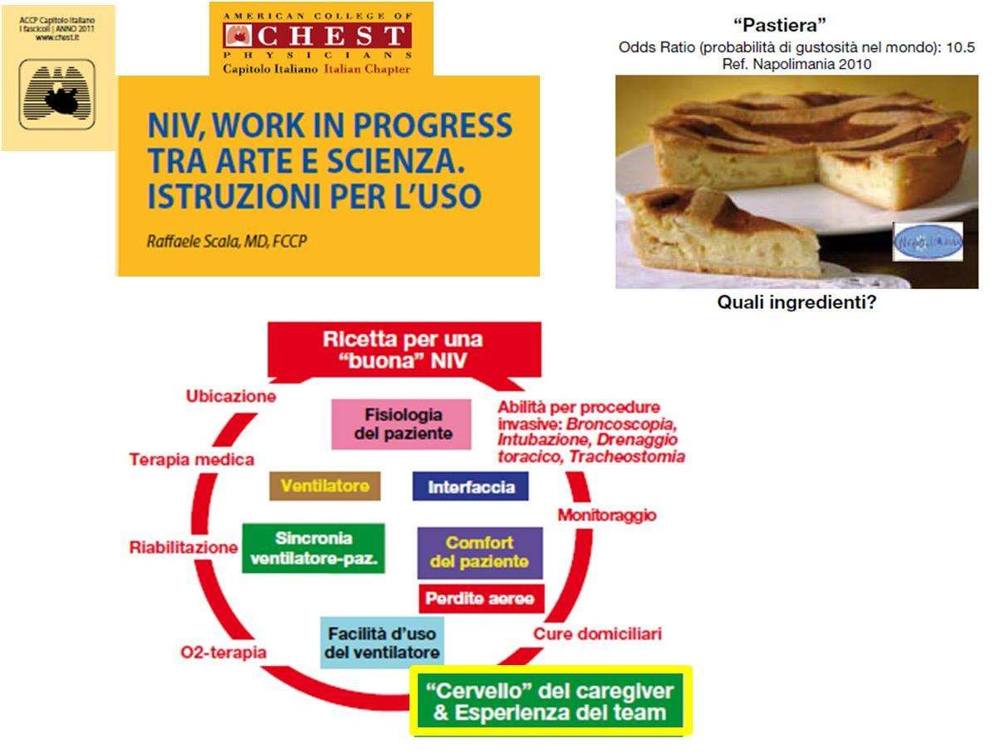 ACCP Capitolo Italiano
I fascicoli | ANNO 2011
www.chest.it
AMERICAN COLLEGE OF
CHEST
PHYSICIANS
Capitolo Italiano Italian Chapter
NIV, WORK IN PROGRESS
TRA ARTE E SCIENZA.
ISTRUZIONI PER L'USO
Raffaele Scala, MD, FCCP
“Pastiera”
Odds Ratio (probabilità di gustosità nel mondo): 10.5
Ref. Napolimania 2010
Quali ingredienti?
Ricetta per una
“buona” NIV
Ubicazione
Fisiologia
del paziente
Abilità per procedure
invasive: Broncoscopia,
Intubazione, Drenaggio
toracico, Tracheostomia
Terapia medica
Ventilatore
Interfaccia
Monitoraggio
Riabilitazione
Sincronia
ventilatore-paz.
Comfort
del paziente
Perdite aeree
Facilità d'uso
del ventilatore
Cure domiciliari
O2-terapia
“Cervello” del caregiver
& Esperienza del team